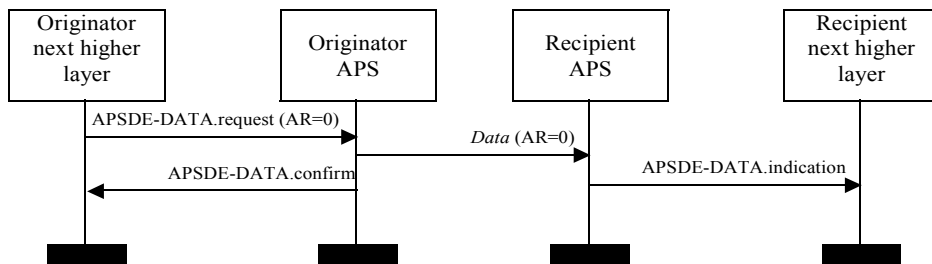 Originator
next higher
layer
Originator
APS
Recipient
APS
Recipient
next higher
layer
APSDE-DATA.request (AR=0)
Data (AR=0)
APSDE-DATA.confirm
APSDE-DATA.indication